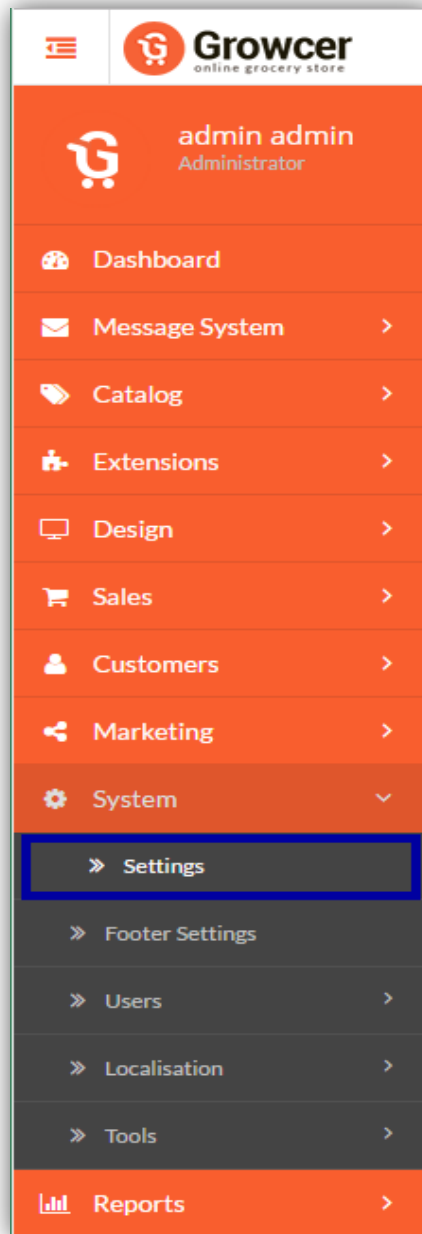 Growcer
online grocery store
admin admin
Administrator
Dashboard
Message System
Catalog
Extensions
Design
Sales
Customers
Marketing
System
Settings
Footer Settings
Users
Localisation
Tools
Reports